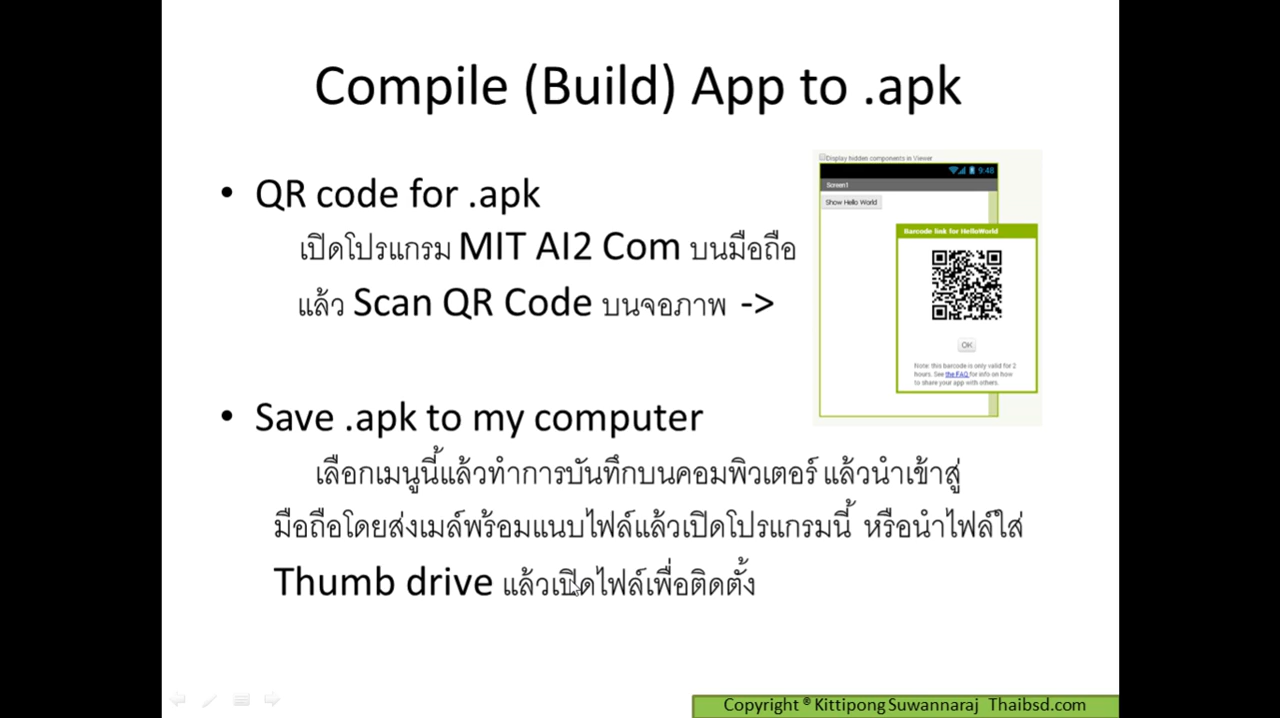 Compile (Build) App to .apk
• QR code for .apk
เปิดโปรแกรม MIT AI2 Com บนมือถือ
แล้ว Scan QR Code บนจอภาพ ->
Display hidden components in Viewer
9:48
Screen1
Show Hello World
Barcode link for HelloWorld
OK
Note: this barcode is only valid for 2
hours. See the FAQ for info on how
to share your app with others.
• Save .apk to my computer
เลือกเมนูนี้แล้วทำการบันทึกบนคอมพิวเตอร์ แล้วนำเข้าสู่
มือถือโดยส่งเมล์พร้อมแนบไฟล์แล้วเปิดโปรแกรมนี้ หรือนำไฟล์ใส่
Thumb drive แล้วเปิดไฟล์เพื่อติดตั้ง
Copyright ® Kittipong Suwannaraj Thaibsd.com